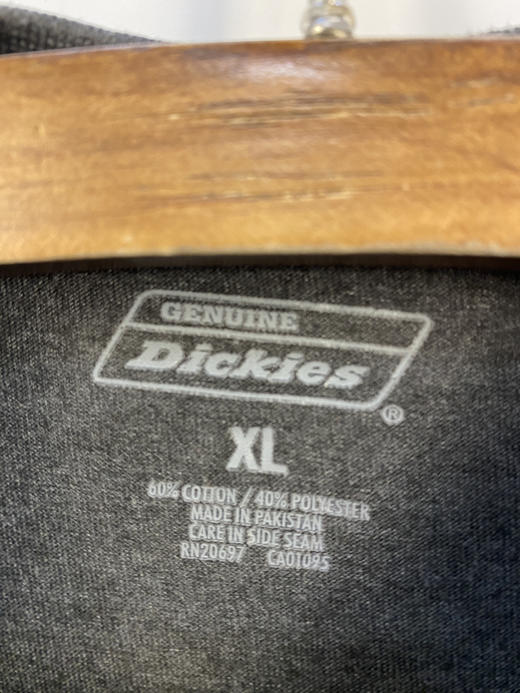 GENUINE
Dickies®
XL
60% COTTON / 40% POLYESTER
MADE IN PAKISTAN
CARE IN SIDE SEAM
RN20697 CA01095